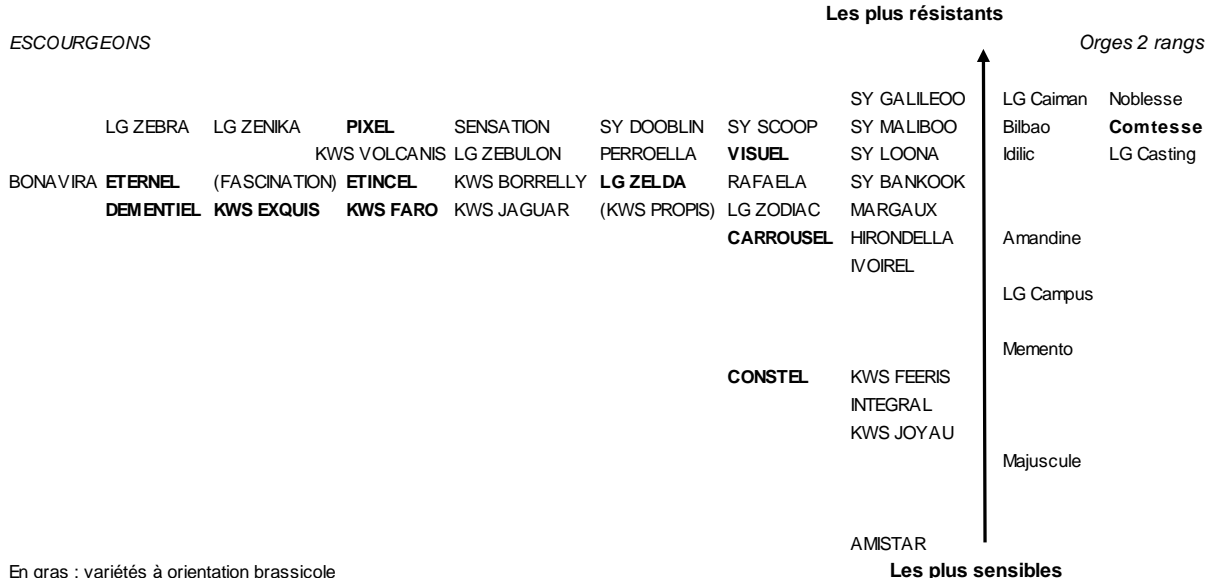 Les plus résistants
ESCOURGEONS Orges 2 rangs
SY GALILEOO LG Caiman Noblesse
LG ZEBRA LG ZENIKA PIXEL SENSATION SY DOOBLIN SY SCOOP SY MALIBOO Bilbao Comtesse
KWS VOLCANIS LG ZEBULON PERROELLA VISUEL SY LOONA Idilic LG Casting
BONAVIRA ETERNEL (FASCINATION) ETINCEL KWS BORRELLY LG ZELDA RAFAELA SY BANKOOK
DEMENTIEL KWS EXQUIS KWS FARO KWS JAGUAR (KWS PROPIS) LG ZODIAC MARGAUX
CARROUSEL HIRONDELLA Amandine
IVOIREL
LG Campus
Memento
CONSTEL KWS FEERIS
INTEGRAL
KWS JOYAU
Majuscule
AMISTAR
En gras : variétés à orientation brassicole Les plus sensibles